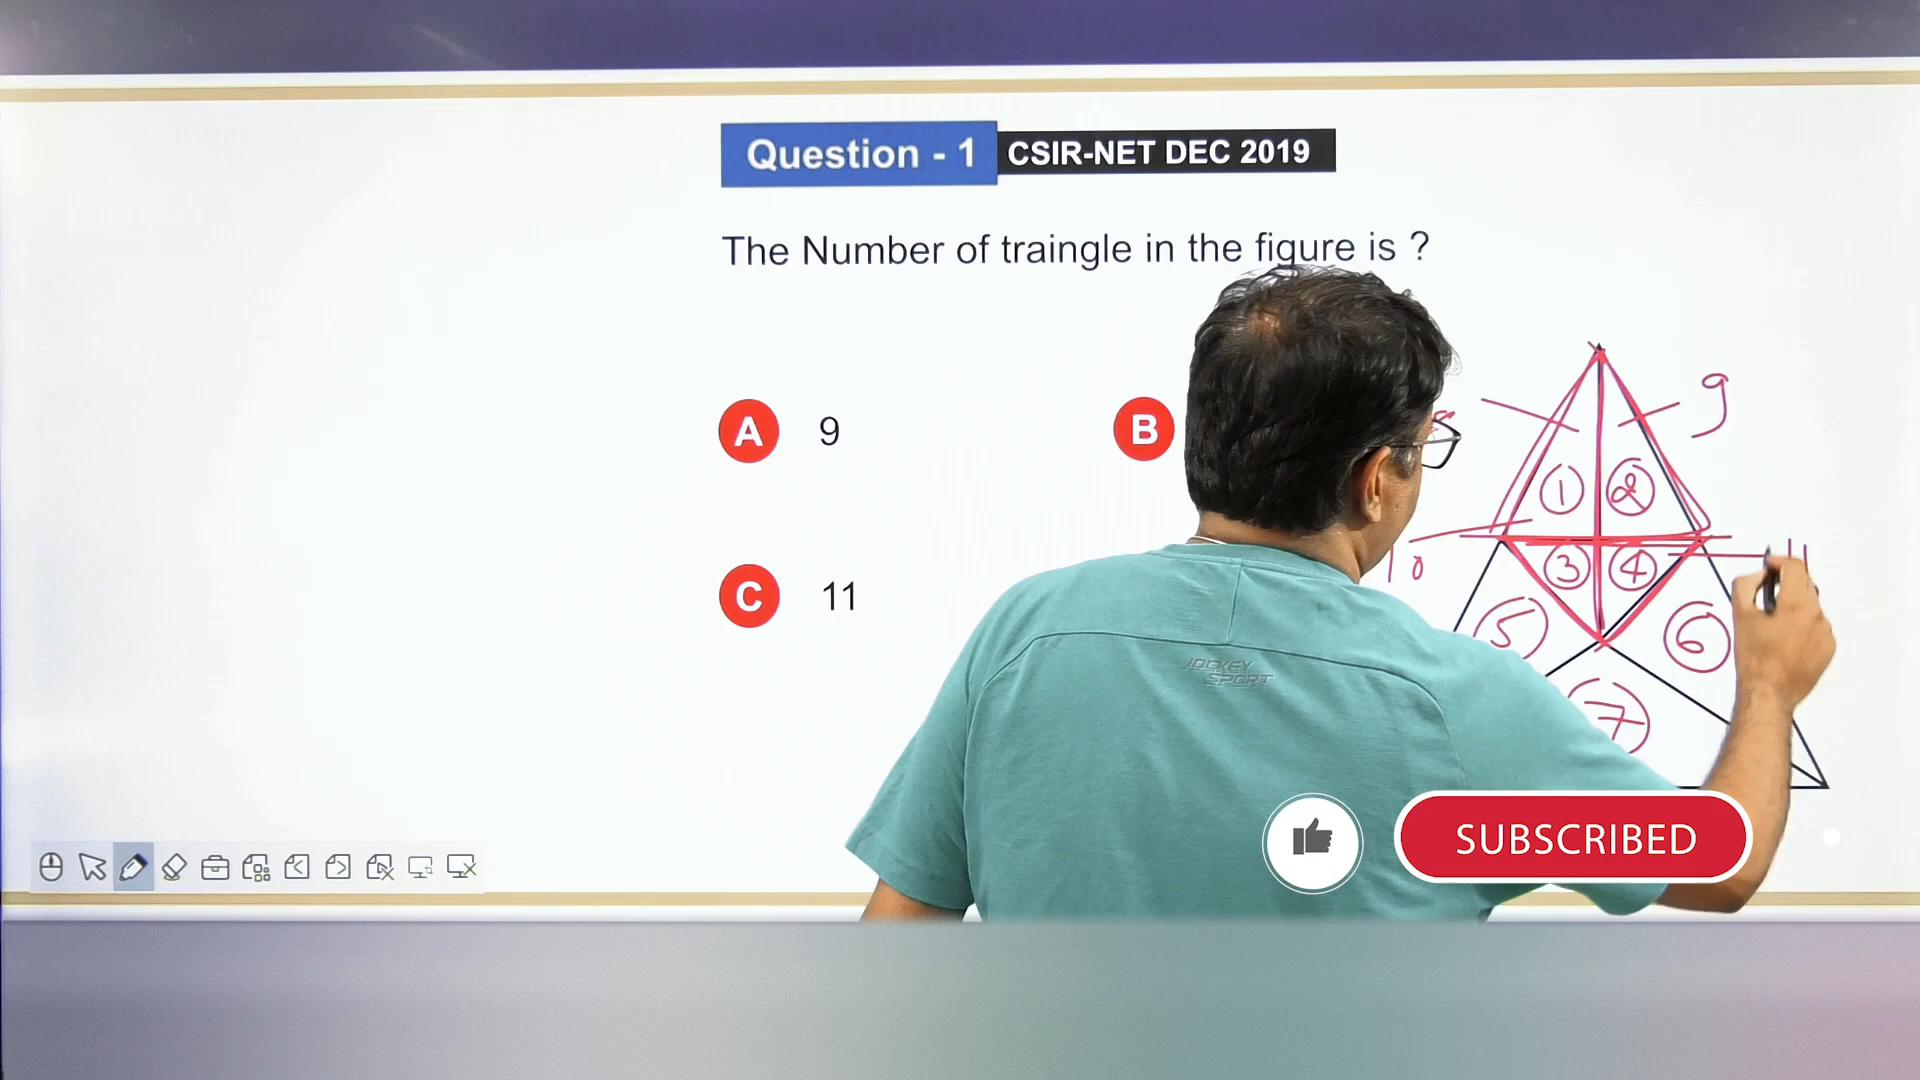 Question - 1 CSIR-NET DEC 2019
The Number of traingle in the figure is ?
A 9
B
C 11
8
9
1
2
10
11
3
4
5
6
7
JOCKEY
SPORT
SUBSCRIBED